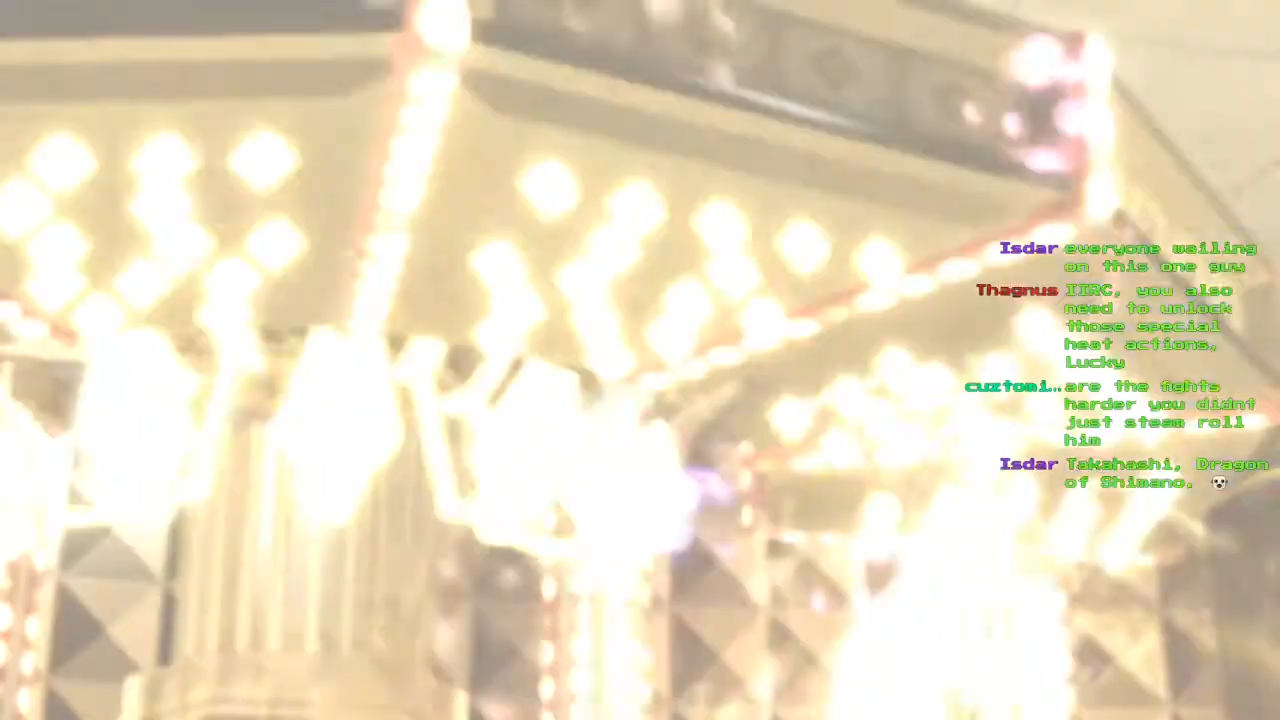 Isdar everyone wailing
on this one guy
Thagnus IIRC, you also
need to unlock
those special
heat actions,
Lucky
cuztomi... are the fights
harder you didnt
just steam roll
him
Isdar Takahashi, Dragon
of Shimano.